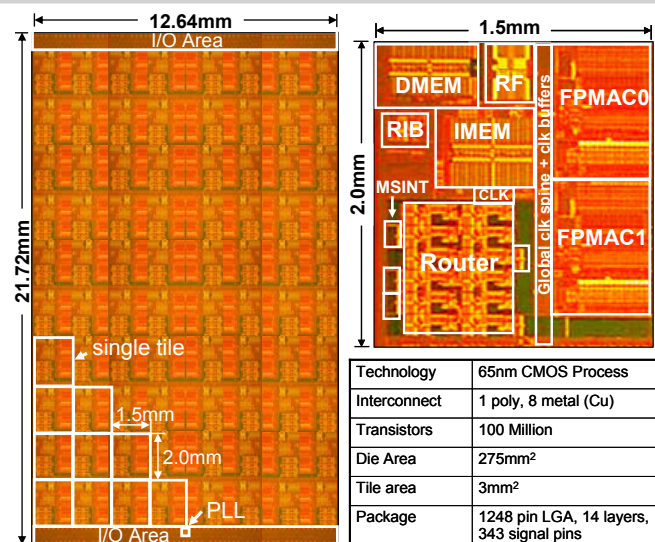 12.64mm
I/O Area
21.72mm
single tile
1.5mm
2.0mm
PLL
I/O Area
1.5mm
2.0mm
DMEM
RF
RIB
IMEM
MSINT
CLK
Router
Global clk spine + clk buffers
FPMAC0
FPMAC1
Technology 65nm CMOS Process
Interconnect 1 poly, 8 metal (Cu)
Transistors 100 Million
Die Area 275mm²
Tile area 3mm²
Package 1248 pin LGA, 14 layers,
343 signal pins